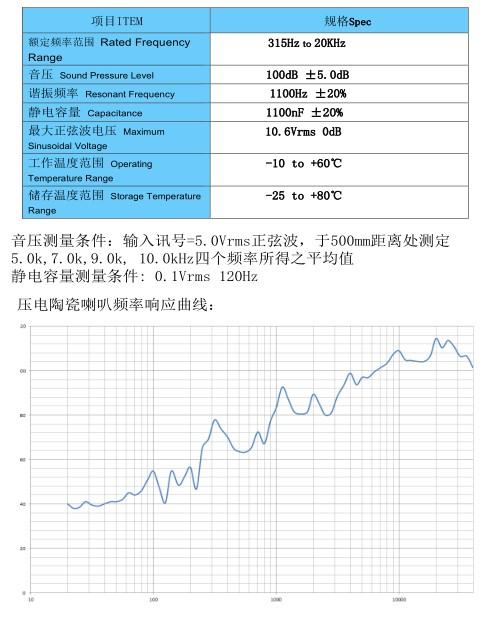 项目ITEM 规格Spec
额定频率范围 Rated Frequency 315Hz to 20KHz
Range
音压 Sound Pressure Level 100dB ±5.0dB
谐振频率 Resonant Frequency 1100Hz ±20%
静电容量 Capacitance 1100nF ±20%
最大正弦波电压 Maximum 10.6Vrms 0dB
Sinusoidal Voltage
工作温度范围 Operating -10 to +60℃
Temperature Range
储存温度范围 Storage Temperature -25 to +80℃
Range
音压测量条件: 输入讯号=5.0Vrms正弦波, 于500mm距离处测定
5.0k,7.0k,9.0k, 10.0kHz四个频率所得之平均值
静电容量测量条件: 0.1Vrms 120Hz
压电陶瓷喇叭频率响应曲线:
20
00
80
60
40
20
0
10 100 1000 10000